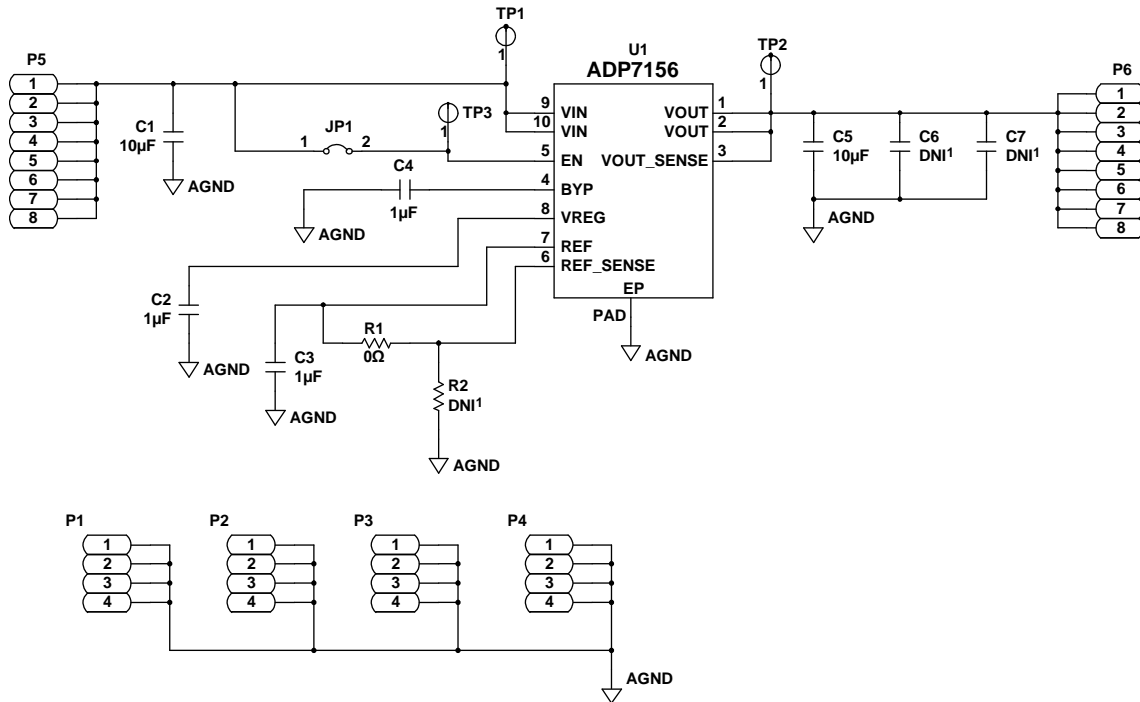 TP1
1
P5
1
2
3
4
5
6
7
8
C1
10µF
AGND
JP1
1
2
TP3
1
C4
1µF
AGND
U1
ADP7156
9
VIN
10
VIN
5
EN
4
BYP
8
VREG
7
REF
6
REF_SENSE
VOUT
1
VOUT
2
VOUT_SENSE
3
EP
PAD
AGND
TP2
1
C5
10µF
C6
DNI¹
C7
DNI¹
AGND
P6
1
2
3
4
5
6
7
8
C2
1µF
AGND
C3
1µF
AGND
R1
0Ω
R2
DNI¹
AGND
P1
1
2
3
4
P2
1
2
3
4
P3
1
2
3
4
P4
1
2
3
4
AGND